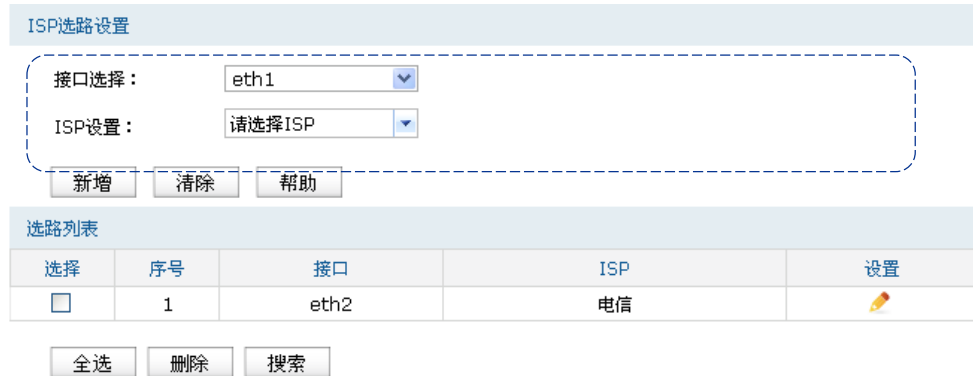 ISP选路设置
接口选择： eth1
ISP设置： 请选择ISP
新增 清除 帮助
选路列表
选择 序号 接口 ISP 设置
1 eth2 电信
全选 删除 搜索